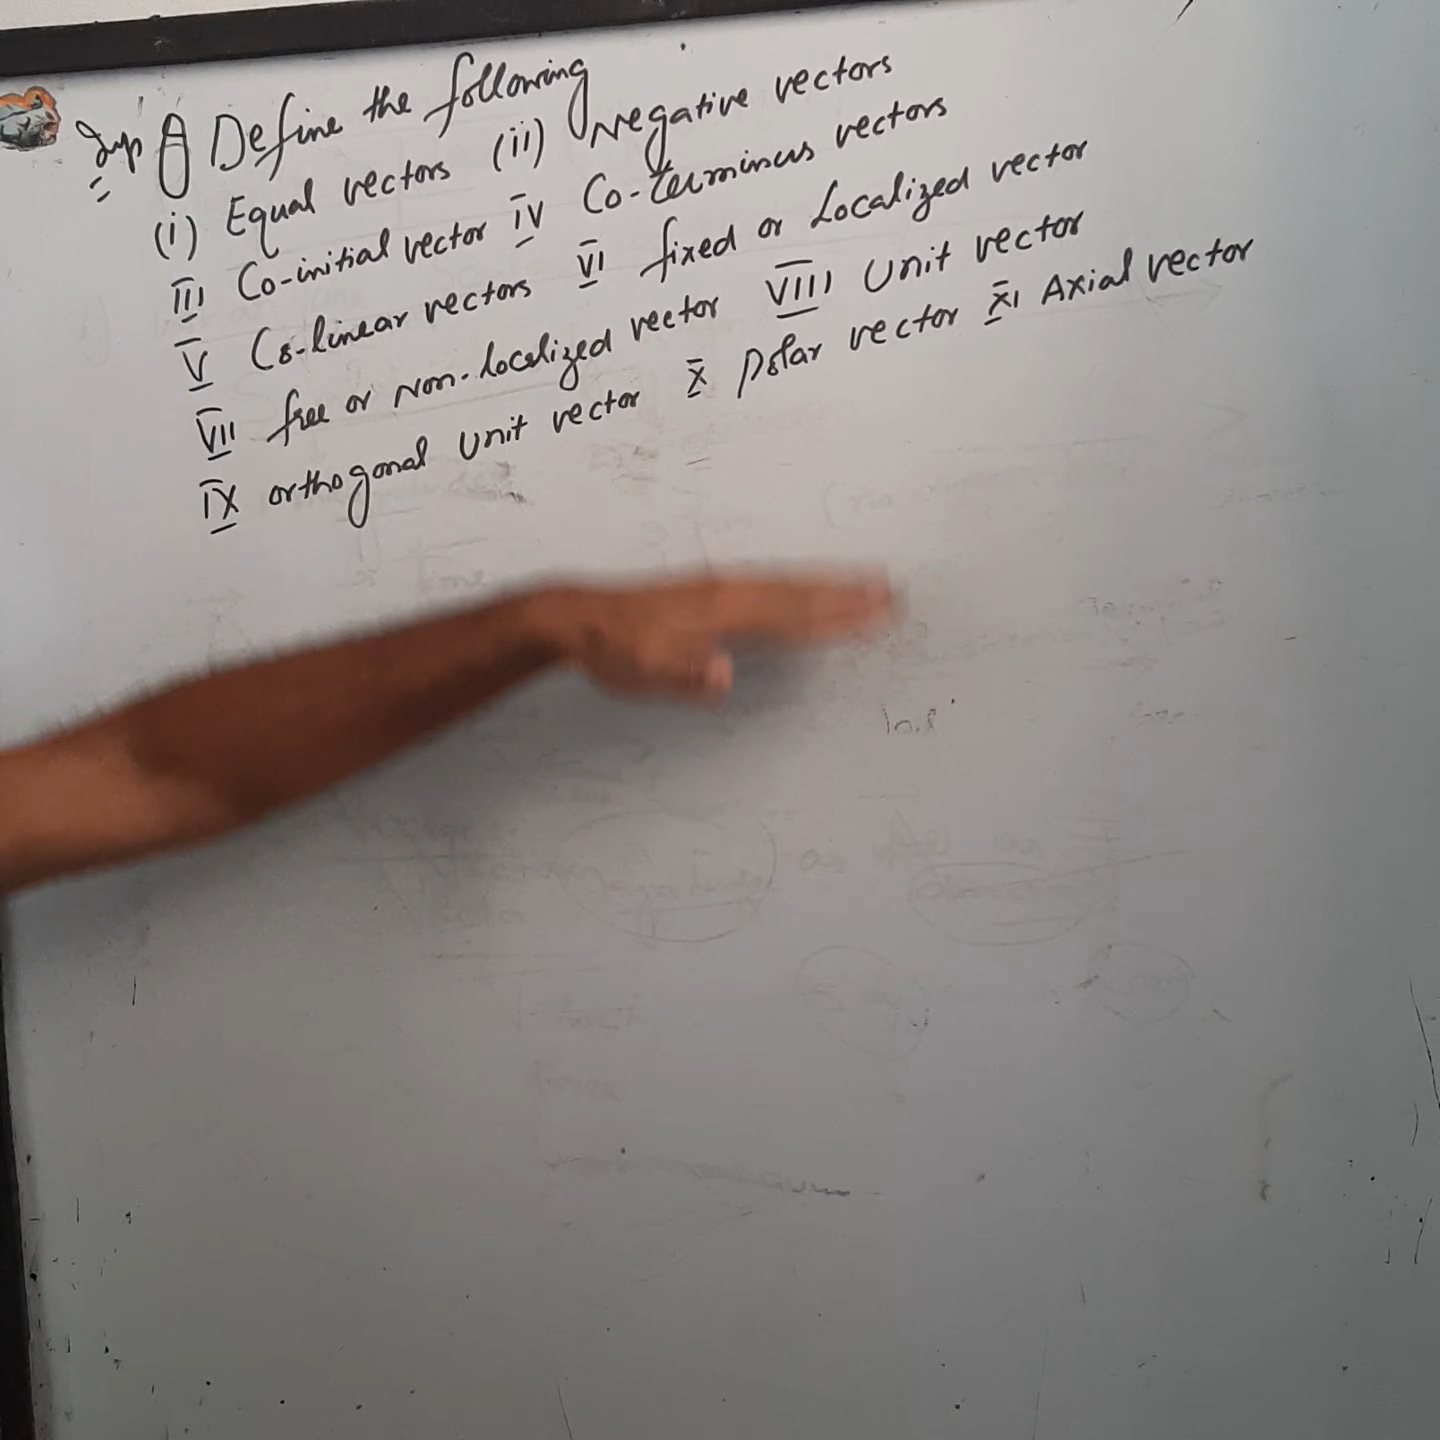 Imp Q Define the following
(i) Equal vectors (ii) Negative vectors
III Co-initial vector IV Co-terminus vectors
V Co-linear vectors VI fixed or Localized vector
VII free or Non-Localized vector VIII Unit vector
IX orthogonal Unit vector X Polar vector XI Axial vector